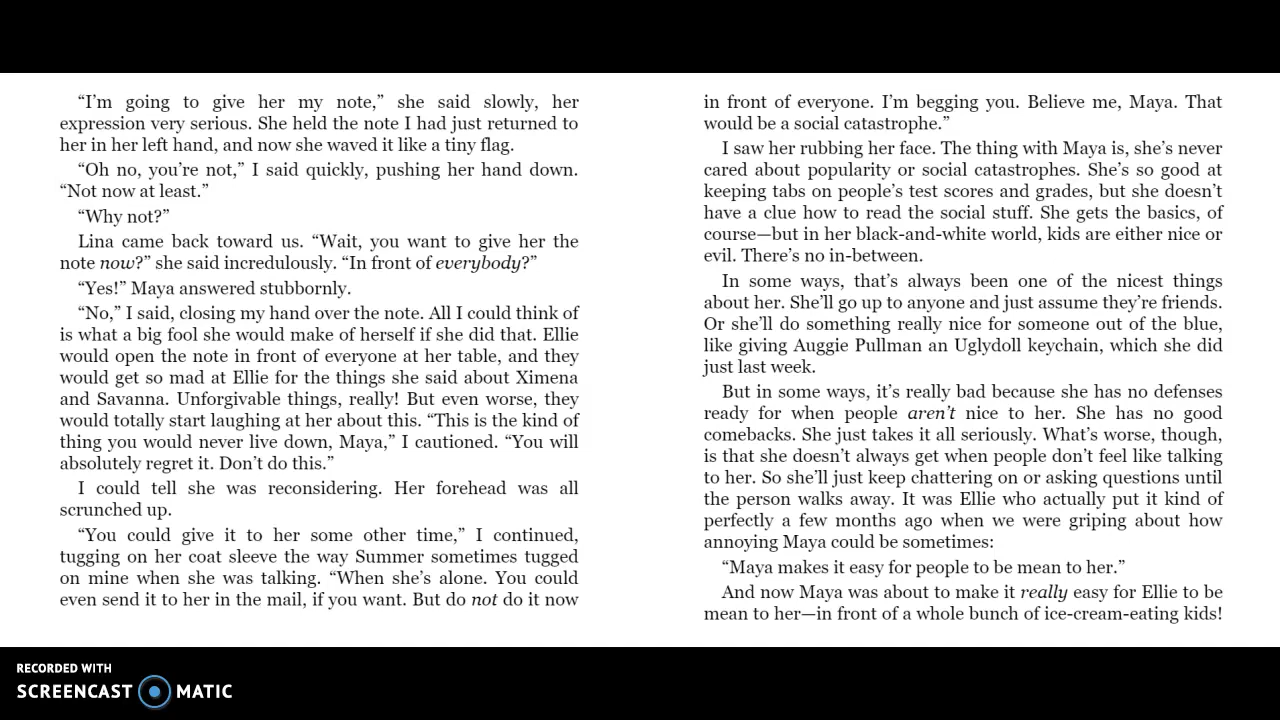 “I’m going to give her my note,” she said slowly, her
expression very serious. She held the note I had just returned to
her in her left hand, and now she waved it like a tiny flag.
“Oh no, you’re not,” I said quickly, pushing her hand down.
“Not now at least.”
“Why not?”
Lina came back toward us. “Wait, you want to give her the
note now?” she said incredulously. “In front of everybody?”
“Yes!” Maya answered stubbornly.
“No,” I said, closing my hand over the note. All I could think of
is what a big fool she would make of herself if she did that. Ellie
would open the note in front of everyone at her table, and they
would get so mad at Ellie for the things she said about Ximena
and Savanna. Unforgivable things, really! But even worse, they
would totally start laughing at her about this. “This is the kind of
thing you would never live down, Maya,” I cautioned. “You will
absolutely regret it. Don’t do this.”
I could tell she was reconsidering. Her forehead was all
scrunched up.
“You could give it to her some other time,” I continued,
tugging on her coat sleeve the way Summer sometimes tugged
on mine when she was talking. “When she’s alone. You could
even send it to her in the mail, if you want. But do not do it now
in front of everyone. I’m begging you. Believe me, Maya. That
would be a social catastrophe.”
I saw her rubbing her face. The thing with Maya is, she’s never
cared about popularity or social catastrophes. She’s so good at
keeping tabs on people’s test scores and grades, but she doesn’t
have a clue how to read the social stuff. She gets the basics, of
course—but in her black-and-white world, kids are either nice or
evil. There’s no in-between.
In some ways, that’s always been one of the nicest things
about her. She’ll go up to anyone and just assume they’re friends.
Or she’ll do something really nice for someone out of the blue,
like giving Auggie Pullman an Uglydoll keychain, which she did
just last week.
But in some ways, it’s really bad because she has no defenses
ready for when people aren’t nice to her. She has no good
comebacks. She just takes it all seriously. What’s worse, though,
is that she doesn’t always get when people don’t feel like talking
to her. So she’ll just keep chattering on or asking questions until
the person walks away. It was Ellie who actually put it kind of
perfectly a few months ago when we were griping about how
annoying Maya could be sometimes:
“Maya makes it easy for people to be mean to her.”
And now Maya was about to make it really easy for Ellie to be
mean to her—in front of a whole bunch of ice-cream-eating kids!
RECORDED WITH
SCREENCAST MATIC